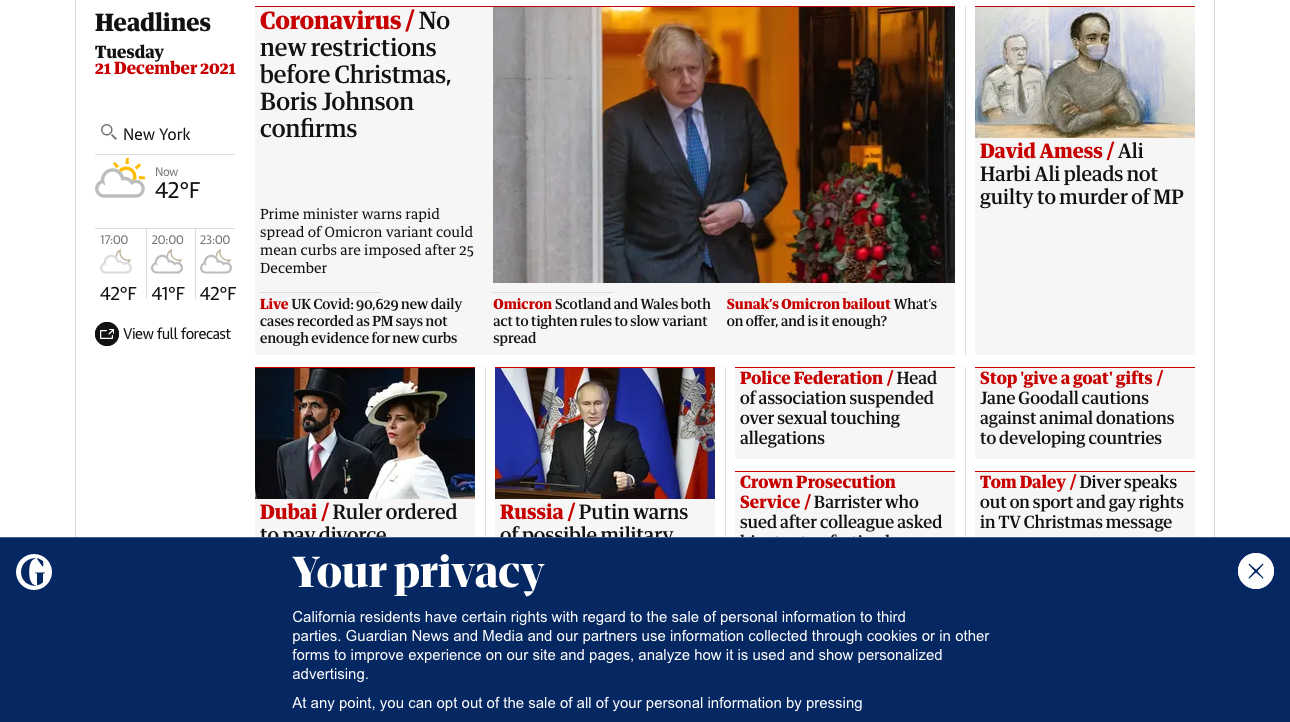 Headlines
Tuesday
21 December 2021
New York
Now
42°F
17:00
20:00
23:00
42°F
41°F
42°F
View full forecast
Coronavirus / No
new restrictions
before Christmas,
Boris Johnson
confirms
Prime minister warns rapid
spread of Omicron variant could
mean curbs are imposed after 25
December
Live UK Covid: 90,629 new daily
cases recorded as PM says not
enough evidence for new curbs
Omicron Scotland and Wales both
act to tighten rules to slow variant
spread
Sunak's Omicron bailout What's
on offer, and is it enough?
David Amess / Ali
Harbi Ali pleads not
guilty to murder of MP
Dubai / Ruler ordered
to pay divorce
Russia / Putin warns
of possible military
Police Federation / Head
of association suspended
over sexual touching
allegations
Crown Prosecution
Service / Barrister who
sued after colleague asked
Stop 'give a goat' gifts /
Jane Goodall cautions
against animal donations
to developing countries
Tom Daley / Diver speaks
out on sport and gay rights
in TV Christmas message
Your privacy
California residents have certain rights with regard to the sale of personal information to third
parties. Guardian News and Media and our partners use information collected through cookies or in other
forms to improve experience on our site and pages, analyze how it is used and show personalized
advertising.
At any point, you can opt out of the sale of all of your personal information by pressing